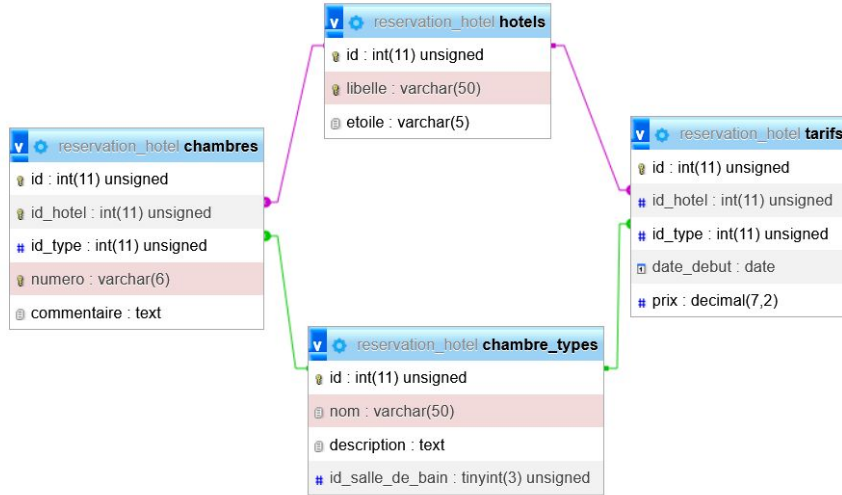 v reservation_hotel hotels
id : int(11) unsigned
libelle : varchar(50)
etoile : varchar(5)
v reservation_hotel chambres
id : int(11) unsigned
id_hotel : int(11) unsigned
# id_type : int(11) unsigned
numero : varchar(6)
commentaire : text
v reservation_hotel tarifs
id : int(11) unsigned
# id_hotel : int(11) unsigned
# id_type : int(11) unsigned
date_debut : date
# prix : decimal(7,2)
v reservation_hotel chambre_types
id : int(11) unsigned
nom : varchar(50)
description : text
# id_salle_de_bain : tinyint(3) unsigned